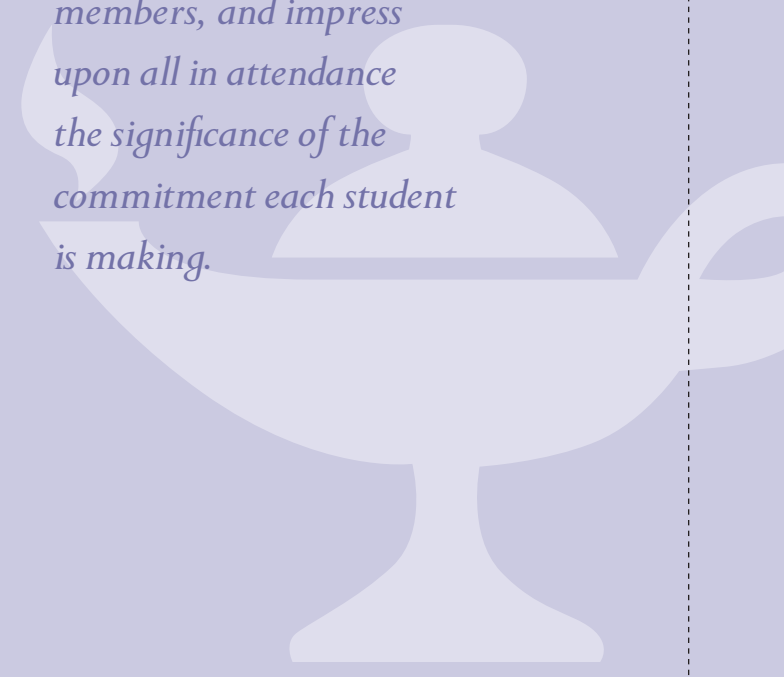 members, and impress
upon all in attendance
the significance of the
commitment each student
is making.